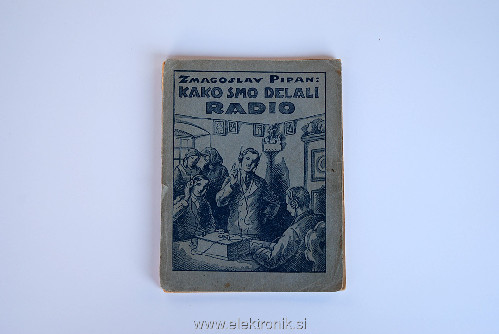 ZMAGOSLAV PIPAN:
KAKO SMO DELALI
RADIO
www.elektronik.si